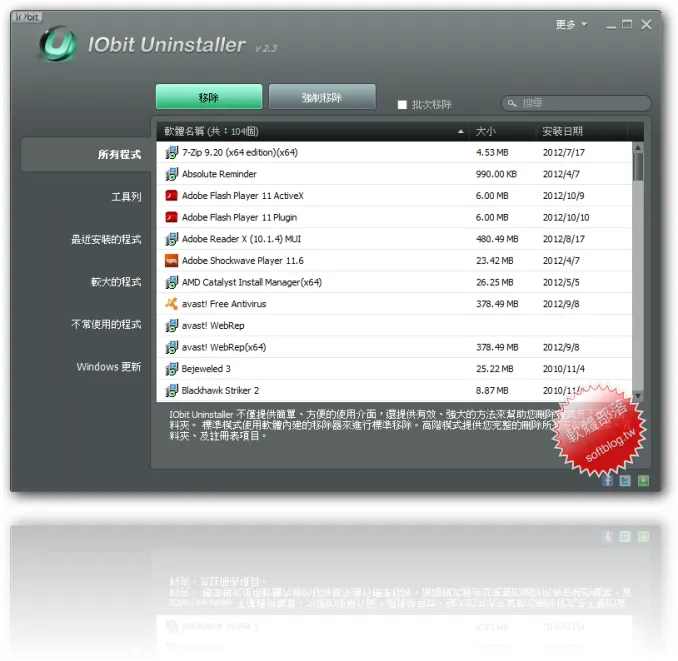 IObit
IObit Uninstaller v 2.3
更多
移除
強制移除
批次移除
搜尋
軟體名稱 (共：104個)
大小
安裝日期
所有程式
工具列
最近安裝的程式
較大的程式
不常使用的程式
Windows 更新
7-Zip 9.20 (x64 edition)(x64) 4.53 MB 2012/7/17
Absolute Reminder 990.00 KB 2012/4/7
Adobe Flash Player 11 ActiveX 6.00 MB 2012/10/9
Adobe Flash Player 11 Plugin 6.00 MB 2012/10/10
Adobe Reader X (10.1.4) MUI 480.49 MB 2012/8/17
Adobe Shockwave Player 11.6 23.42 MB 2012/4/7
AMD Catalyst Install Manager(x64) 26.25 MB 2012/5/5
avast! Free Antivirus 378.49 MB 2012/9/8
avast! WebRep
avast! WebRep(x64) 378.49 MB 2012/9/8
Bejeweled 3 25.22 MB 2010/11/4
Blackhawk Striker 2 8.87 MB 2010/11/
IObit Uninstaller 不僅提供簡單、方便的使用介面，還提供有效、強大的方法來幫助您刪除
料夾。標準模式使用軟體內建的移除器來進行標準移除。高階模式提供您完整的刪除所
料夾、及註冊表項目。
軟體部落
softblog.tw